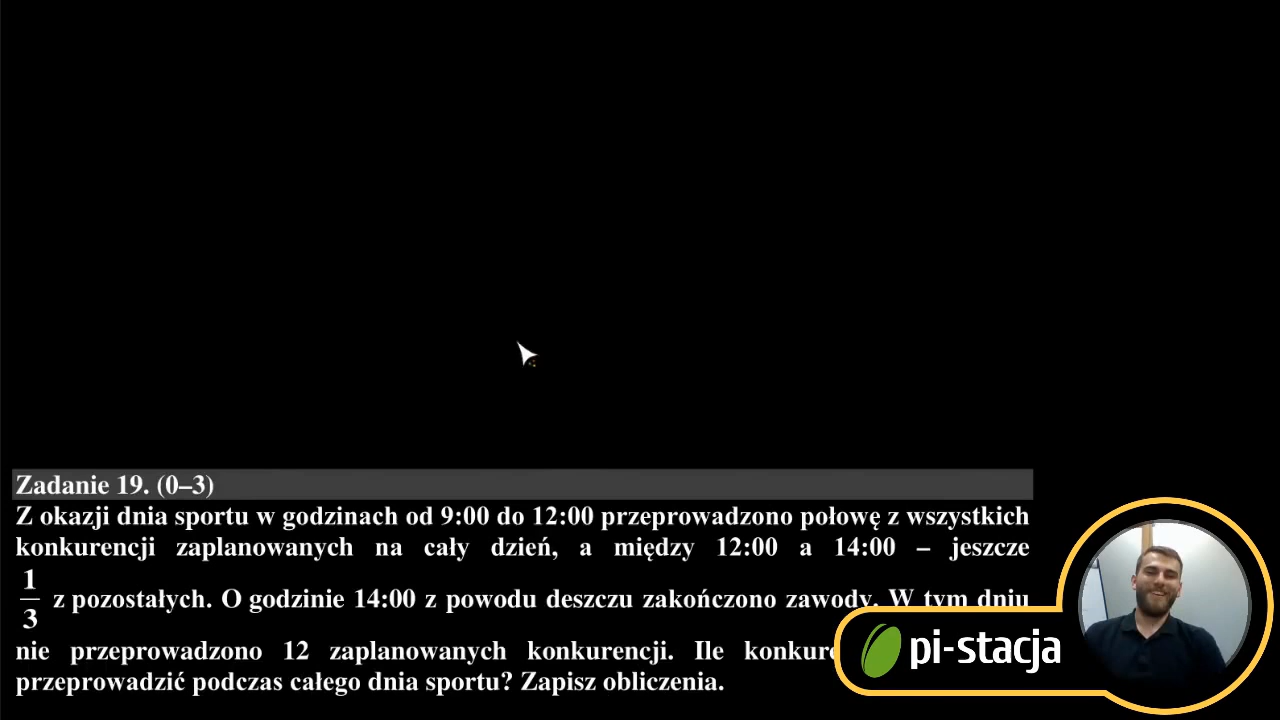 Zadanie 19. (0–3)
Z okazji dnia sportu w godzinach od 9:00 do 12:00 przeprowadzono połowę z wszystkich
konkurencji zaplanowanych na cały dzień, a między 12:00 a 14:00 – jeszcze
1/3 z pozostałych. O godzinie 14:00 z powodu deszczu zakończono zawody. W tym dniu
nie przeprowadzono 12 zaplanowanych konkurencji. Ile
przeprowadzić podczas całego dnia sportu? Zapisz obliczenia.
pi-stacja